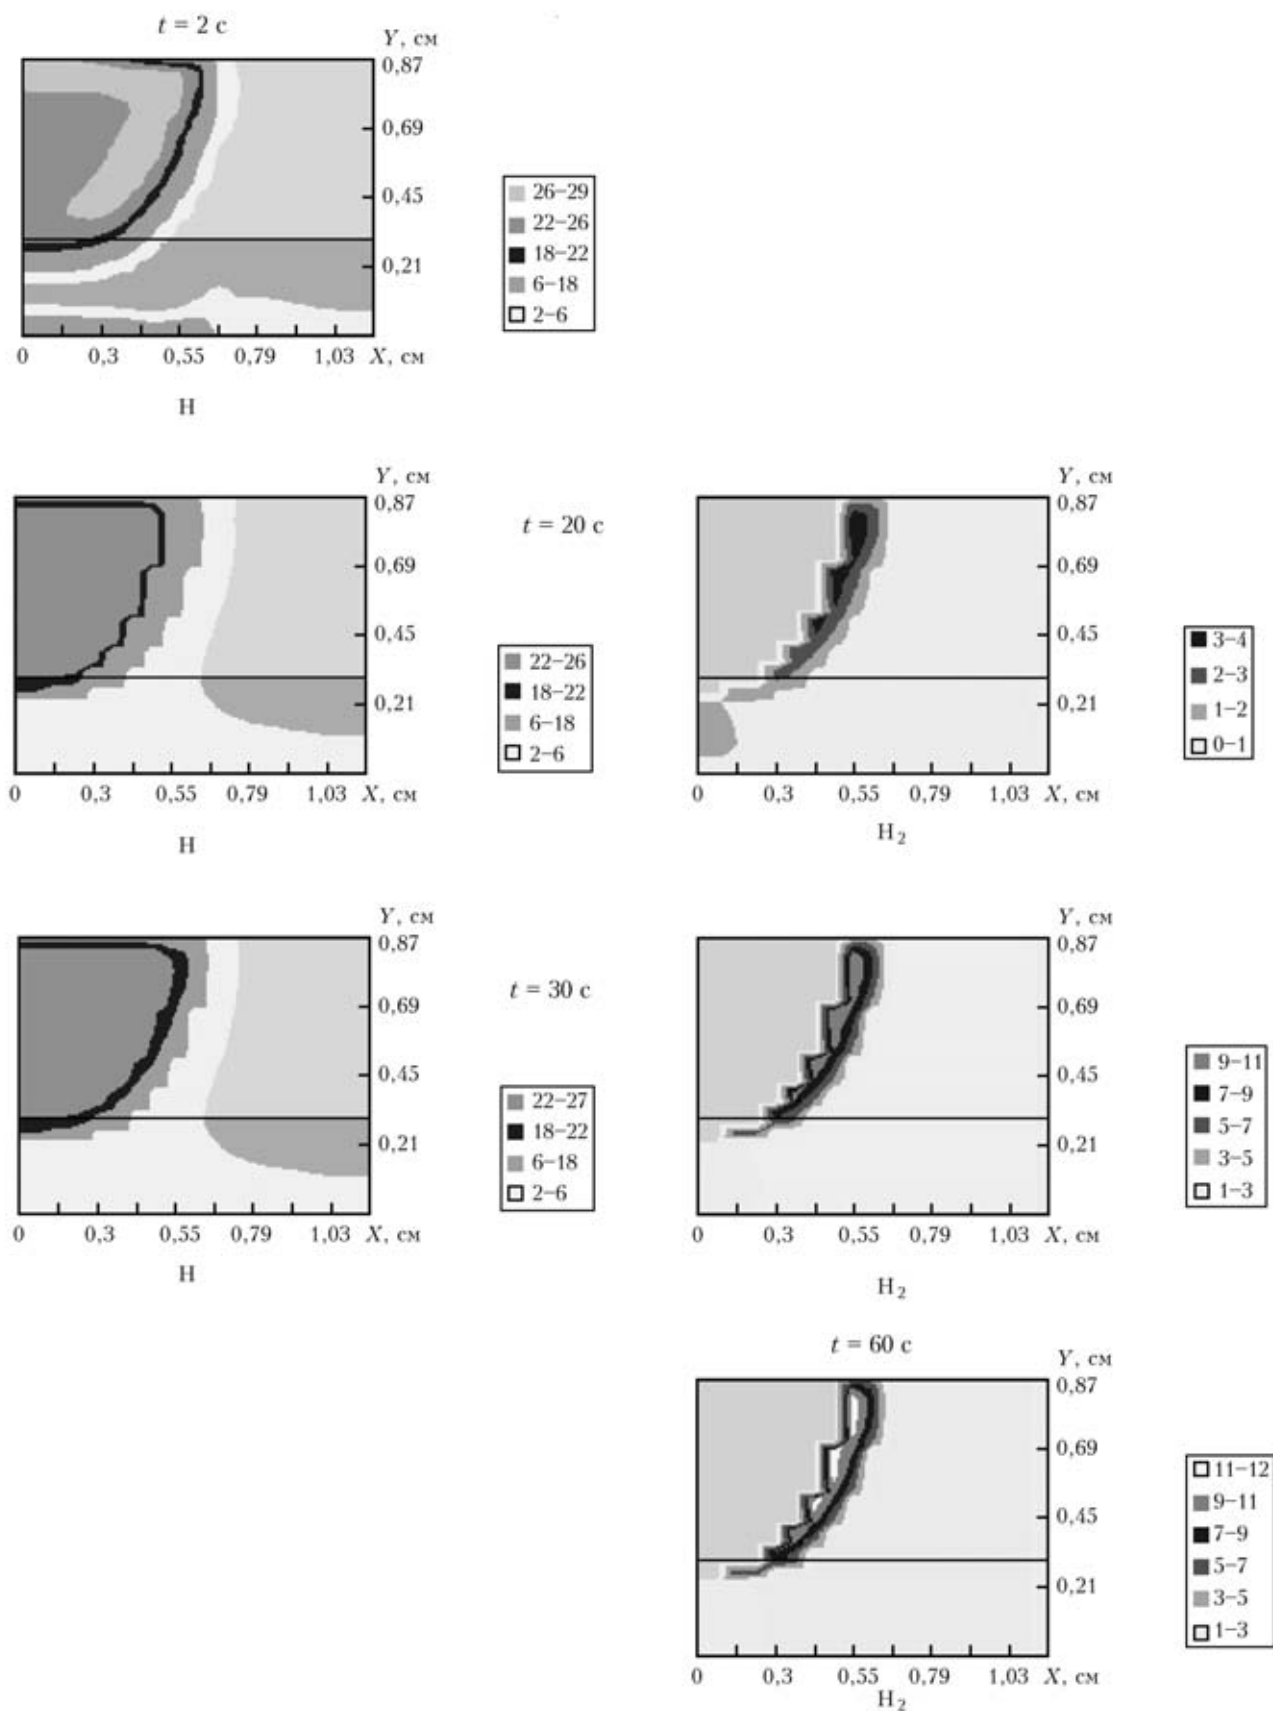 t = 2 с
Y, см
0,87
0,69
0,45
0,21
0 0,3 0,55 0,79 1,03 X, см
H
26–29
22–26
18–22
6–18
2–6
Y, см
0,87
0,69
0,45
0,21
0 0,3 0,55 0,79 1,03 X, см
H
t = 20 с
22–26
18–22
6–18
2–6
Y, см
0,87
0,69
0,45
0,21
0 0,3 0,55 0,79 1,03 X, см
H₂
3–4
2–3
1–2
0–1
Y, см
0,87
0,69
0,45
0,21
0 0,3 0,55 0,79 1,03 X, см
H
t = 30 с
22–27
18–22
6–18
2–6
Y, см
0,87
0,69
0,45
0,21
0 0,3 0,55 0,79 1,03 X, см
H₂
9–11
7–9
5–7
3–5
1–3
t = 60 с
Y, см
0,87
0,69
0,45
0,21
0 0,3 0,55 0,79 1,03 X, см
H₂
11–12
9–11
7–9
5–7
3–5
1–3